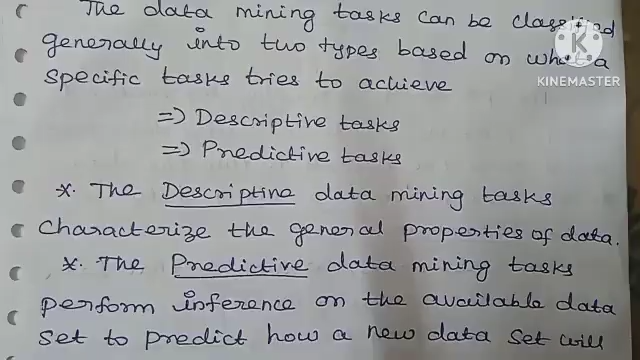 The data mining tasks can be classified
generally into two types based on what a
specific tasks tries to achieve
=> Descriptive tasks
=> Predictive tasks
*. The Descriptive data mining tasks
characterize the general properties of data.
*. The Predictive data mining tasks
perform inference on the available data
set to predict how a new data set will
KINEMASTER